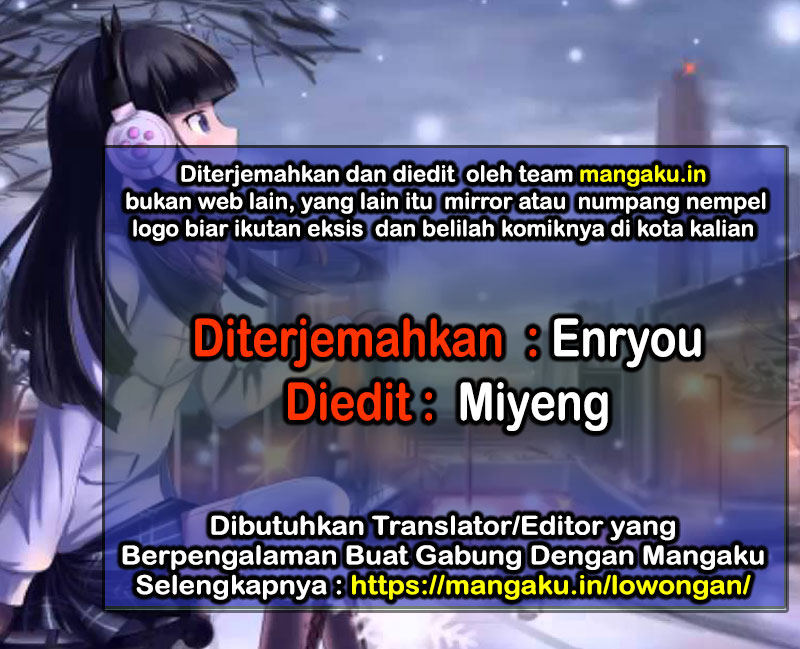 Diterjemahkan dan diedit oleh team mangaku.in
bukan web lain, yang lain itu mirror atau numpang nempel
logo biar ikutan eksis dan belilah komiknya di kota kalian
Diterjemahkan : Enryou
Diedit : Miyeng
Dibutuhkan Translator/Editor yang
Berpengalaman Buat Gabung Dengan Mangaku
Selengkapnya : https://mangaku.in/lowongan/